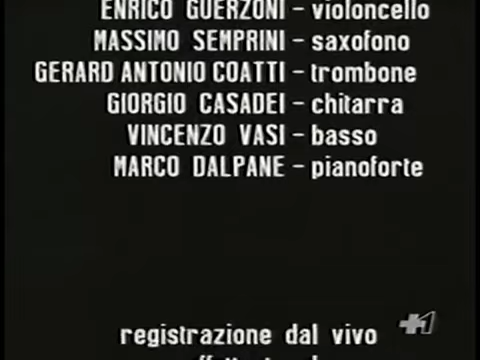 ENRICO GUERZONI – violoncello
MASSIMO SEMPRINI – saxofono
GERARD ANTONIO COATTI – trombone
GIORGIO CASADEI – chitarra
VINCENZO VASI – basso
MARCO DALPANE – pianoforte
+1
registrazione dal vivo